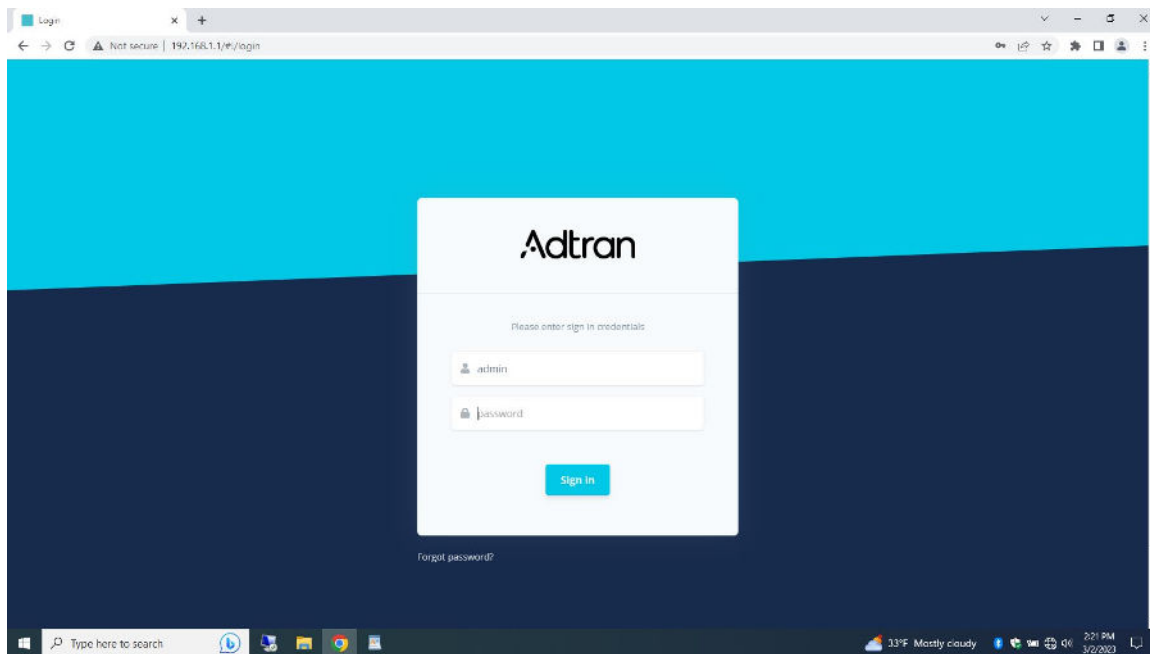 Login
Not secure | 192.168.1.1/#:/login
Adtran
Please enter sign in credentials
admin
password
Sign in
Forgot password?
Type here to search
33°F Mostly cloudy
2:21 PM
3/2/2023